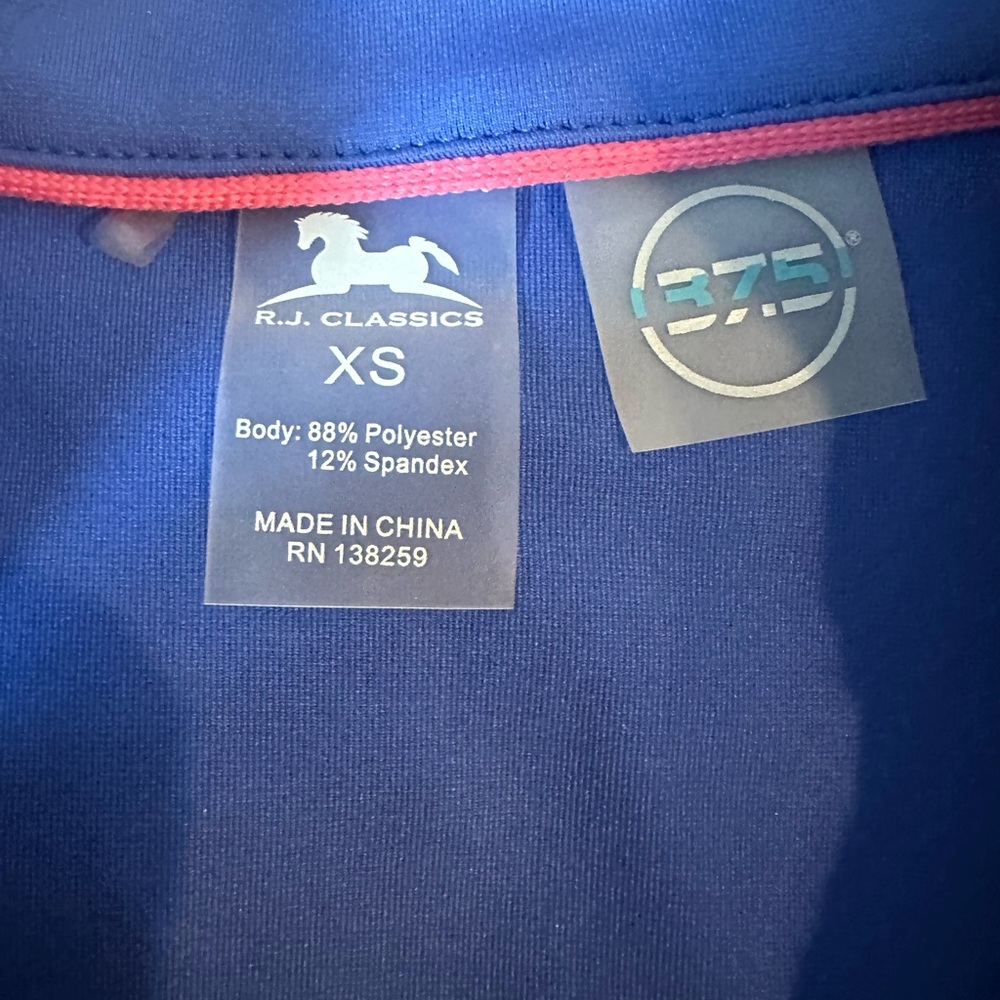 R.J. CLASSICS
XS
Body: 88% Polyester
12% Spandex
MADE IN CHINA
RN 138259
37.5®